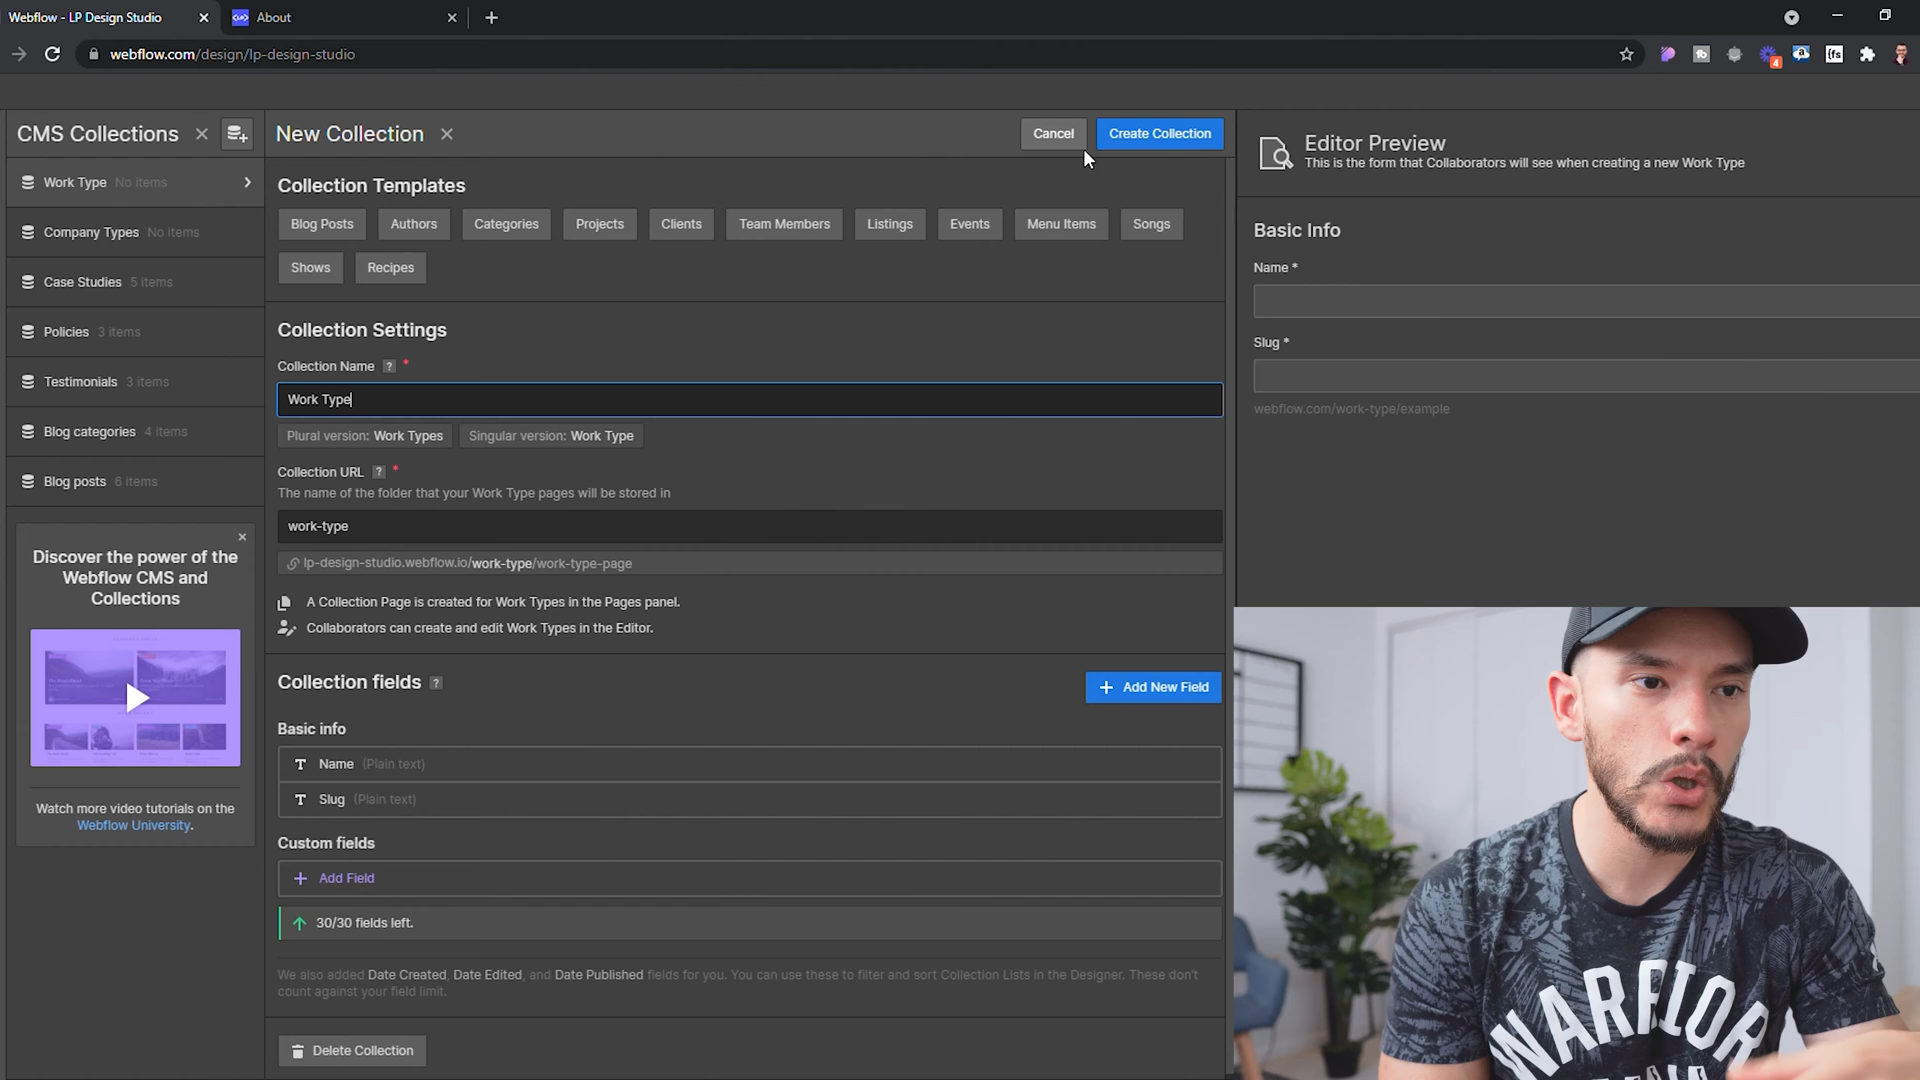 Webflow - LP Design Studio
About
webflow.com/design/lp-design-studio
4
CMS Collections
New Collection
Cancel
Create Collection
Editor Preview
This is the form that Collaborators will see when creating a new Work Type
Work Type No items
Company Types No items
Case Studies 5 items
Policies 3 items
Testimonials 3 items
Blog categories 4 items
Blog posts 6 items
Discover the power of the
Webflow CMS and
Collections
Watch more video tutorials on the
Webflow University.
Collection Templates
Blog Posts
Authors
Categories
Projects
Clients
Team Members
Listings
Events
Menu Items
Songs
Shows
Recipes
Collection Settings
Collection Name ? *
Work Type
Plural version: Work Types
Singular version: Work Type
Collection URL ? *
The name of the folder that your Work Type pages will be stored in
work-type
lp-design-studio.webflow.io/work-type/work-type-page
A Collection Page is created for Work Types in the Pages panel.
Collaborators can create and edit Work Types in the Editor.
Collection fields ?
+ Add New Field
Basic info
T Name (Plain text)
T Slug (Plain text)
Custom fields
+ Add Field
30/30 fields left.
We also added Date Created, Date Edited, and Date Published fields for you. You can use these to filter and sort Collection Lists in the Designer. These don't
count against your field limit.
Delete Collection
Basic Info
Name *
Slug *
webflow.com/work-type/example
WARRIOR